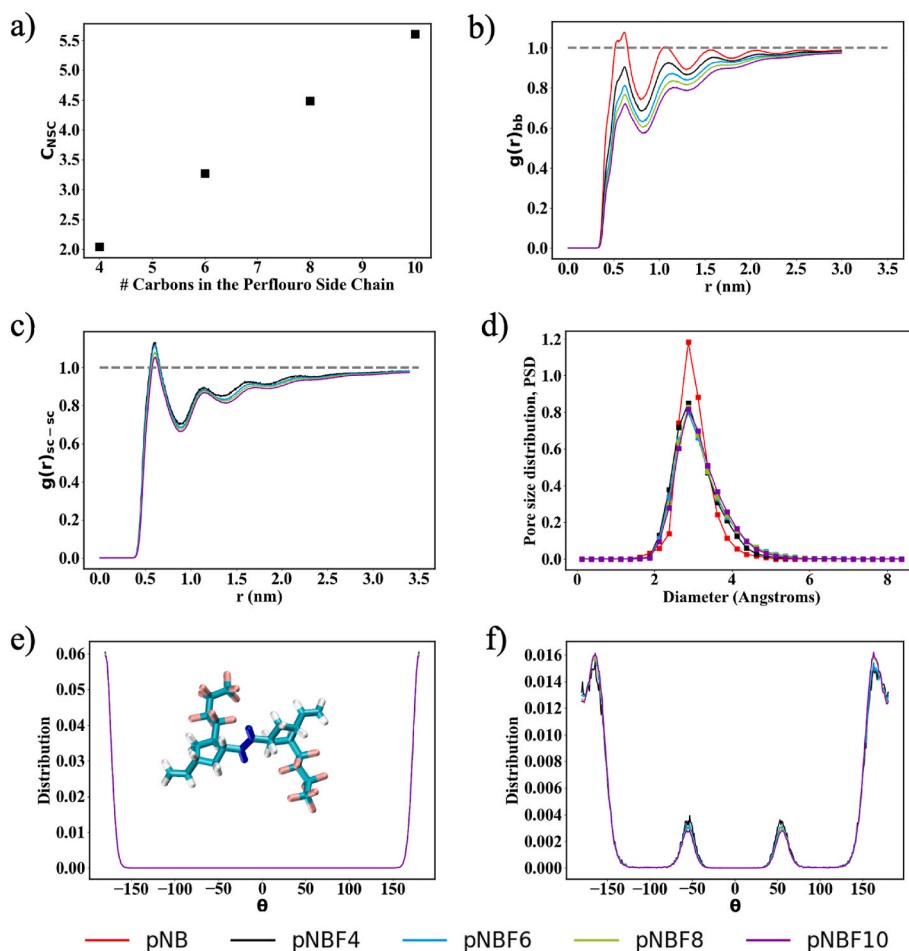 a)
C_NSC
5.5
5.0
4.5
4.0
3.5
3.0
2.5
2.0
4 5 6 7 8 9 10
# Carbons in the Perflouro Side Chain
b)
g(r)_bb
1.0
0.8
0.6
0.4
0.2
0.0
0.0 0.5 1.0 1.5 2.0 2.5 3.0 3.5
r (nm)
c)
g(r)_sc−sc
1.0
0.8
0.6
0.4
0.2
0.0
0.0 0.5 1.0 1.5 2.0 2.5 3.0 3.5
r (nm)
d)
Pore size distribution, PSD
1.2
1.0
0.8
0.6
0.4
0.2
0.0
0 2 4 6 8
Diameter (Angstroms)
e)
Distribution
0.06
0.05
0.04
0.03
0.02
0.01
0.00
−150 −100 −50 0 50 100 150
θ
f)
Distribution
0.016
0.014
0.012
0.010
0.008
0.006
0.004
0.002
0.000
−150 −100 −50 0 50 100 150
θ
pNB pNBF4 pNBF6 pNBF8 pNBF10